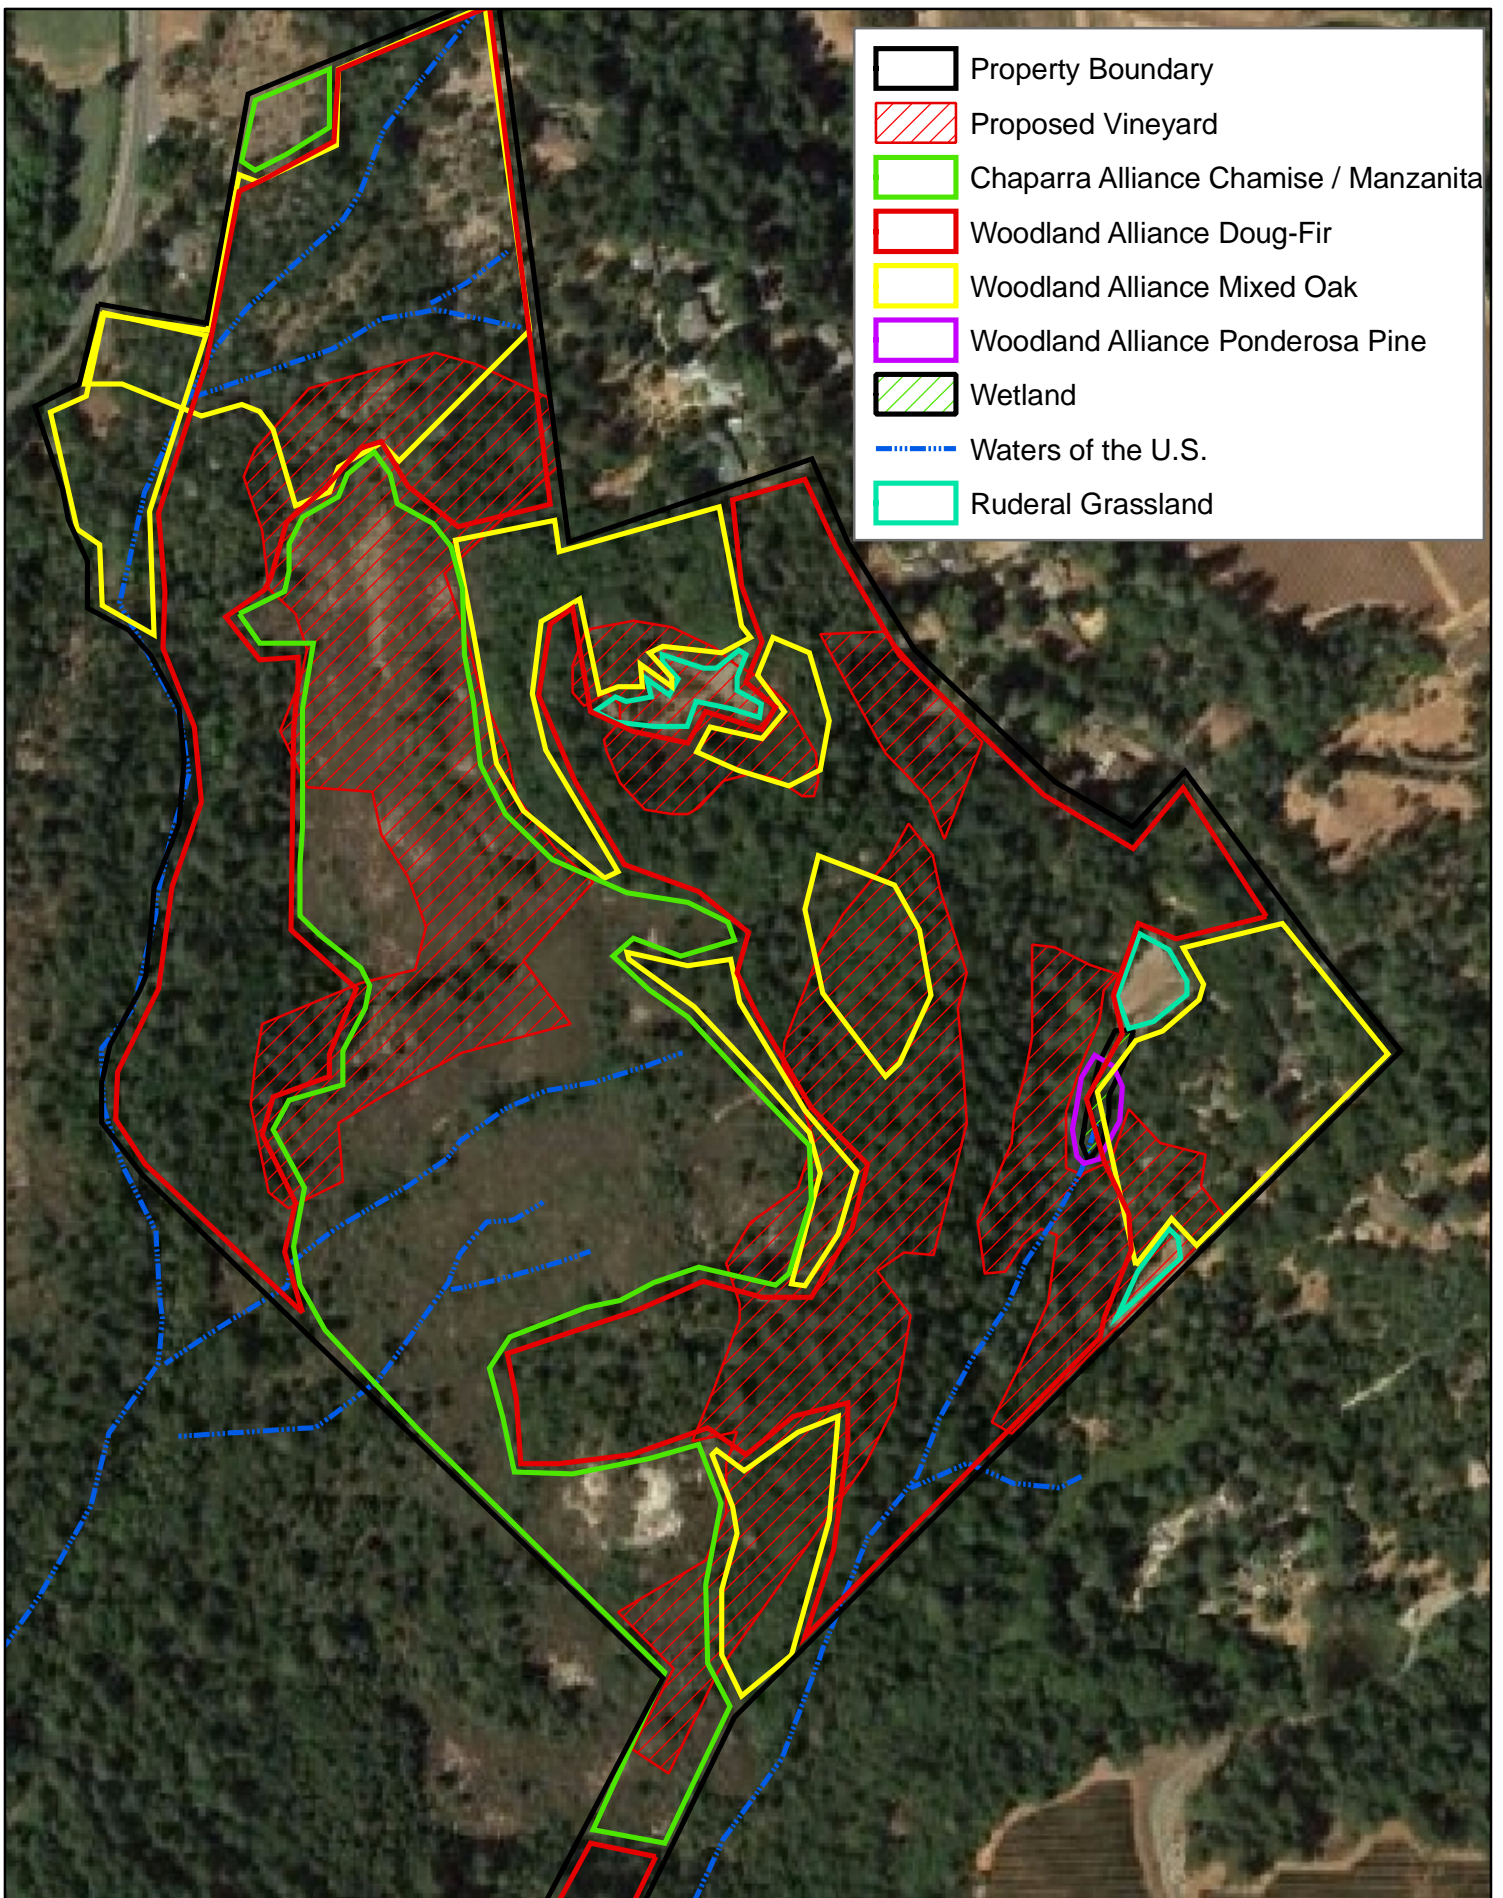 Property Boundary
Proposed Vineyard
Chaparra Alliance Chamise / Manzanita
Woodland Alliance Doug-Fir
Woodland Alliance Mixed Oak
Woodland Alliance Ponderosa Pine
Wetland
Waters of the U.S.
Ruderal Grassland